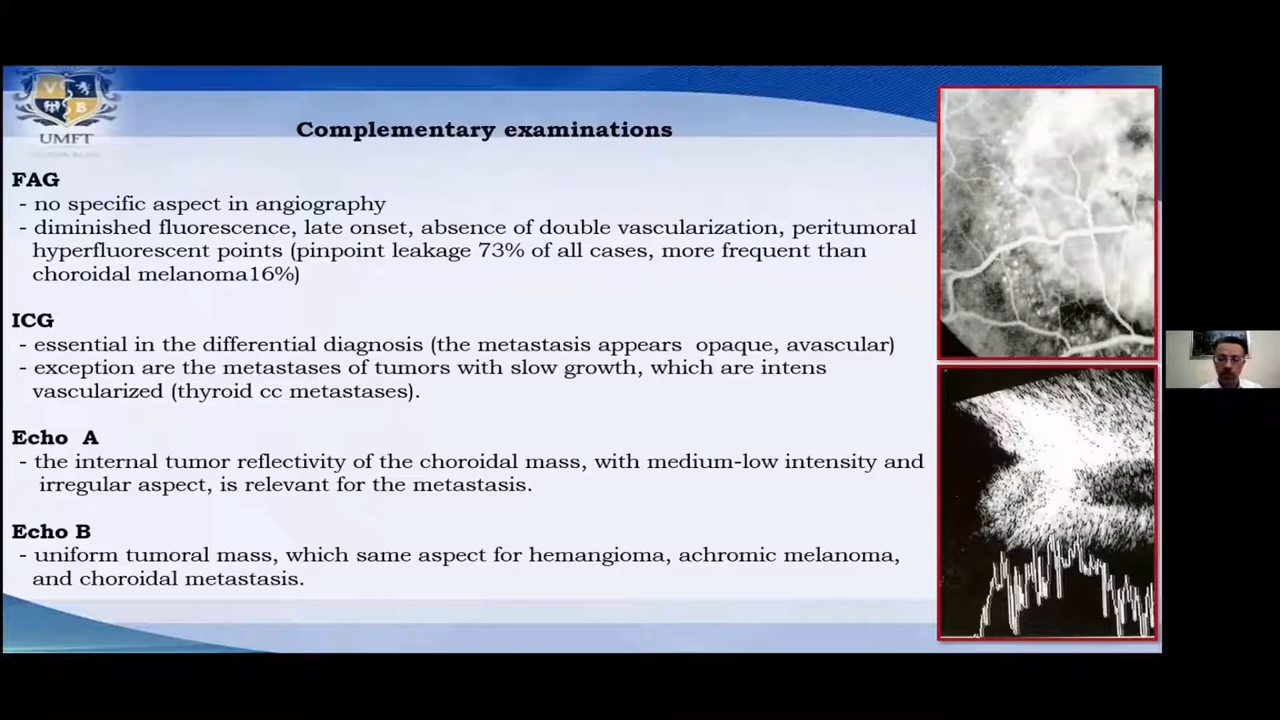 V
B
UMFT
Complementary examinations
FAG
- no specific aspect in angiography
- diminished fluorescence, late onset, absence of double vascularization, peritumoral
hyperfluorescent points (pinpoint leakage 73% of all cases, more frequent than
choroidal melanoma16%)
ICG
- essential in the differential diagnosis (the metastasis appears opaque, avascular)
- exception are the metastases of tumors with slow growth, which are intens
vascularized (thyroid cc metastases).
Echo A
- the internal tumor reflectivity of the choroidal mass, with medium-low intensity and
irregular aspect, is relevant for the metastasis.
Echo B
- uniform tumoral mass, which same aspect for hemangioma, achromic melanoma,
and choroidal metastasis.